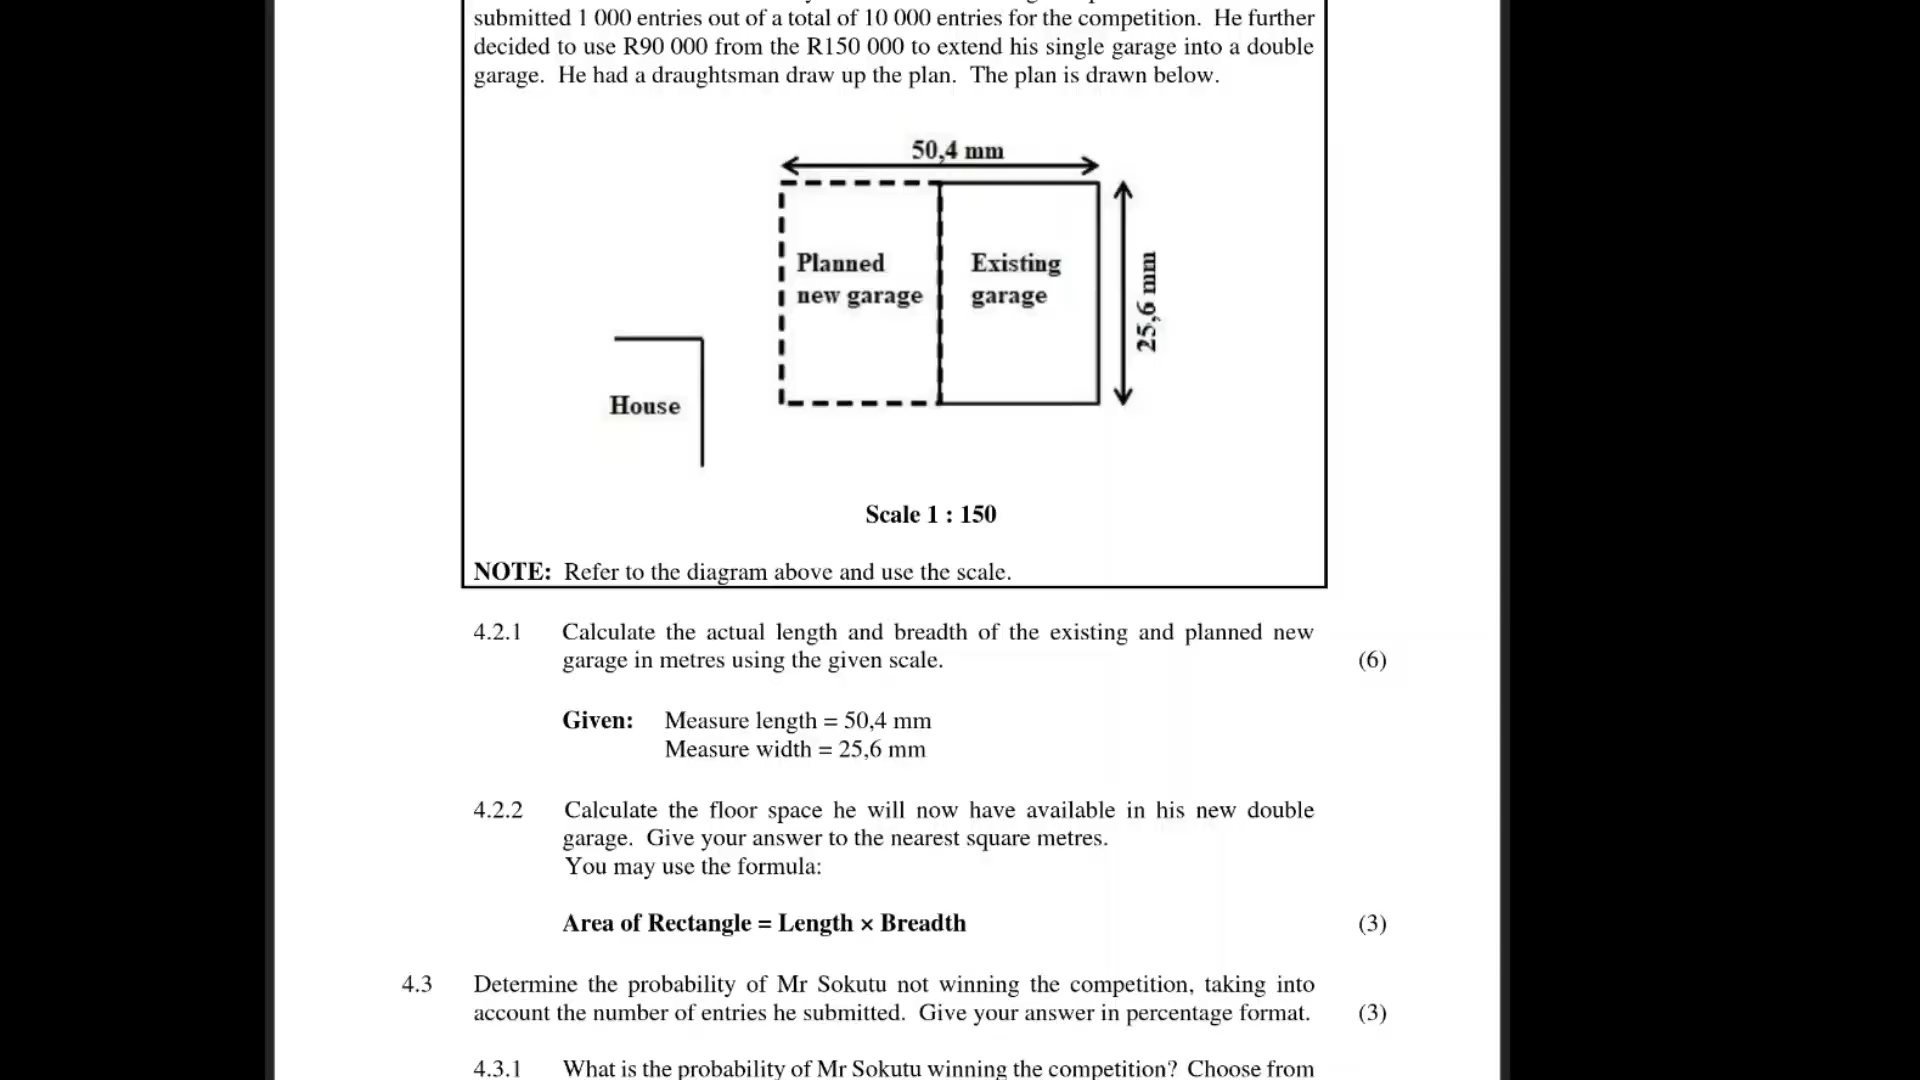 submitted 1 000 entries out of a total of 10 000 entries for the competition. He further
decided to use R90 000 from the R150 000 to extend his single garage into a double
garage. He had a draughtsman draw up the plan. The plan is drawn below.
50,4 mm
Planned
new garage
Existing
garage
25,6 mm
House
Scale 1 : 150
NOTE: Refer to the diagram above and use the scale.
4.2.1 Calculate the actual length and breadth of the existing and planned new
garage in metres using the given scale. (6)
Given: Measure length = 50,4 mm
Measure width = 25,6 mm
4.2.2 Calculate the floor space he will now have available in his new double
garage. Give your answer to the nearest square metres.
You may use the formula:
Area of Rectangle = Length × Breadth (3)
4.3 Determine the probability of Mr Sokutu not winning the competition, taking into
account the number of entries he submitted. Give your answer in percentage format. (3)
4.3.1 What is the probability of Mr Sokutu winning the competition? Choose from